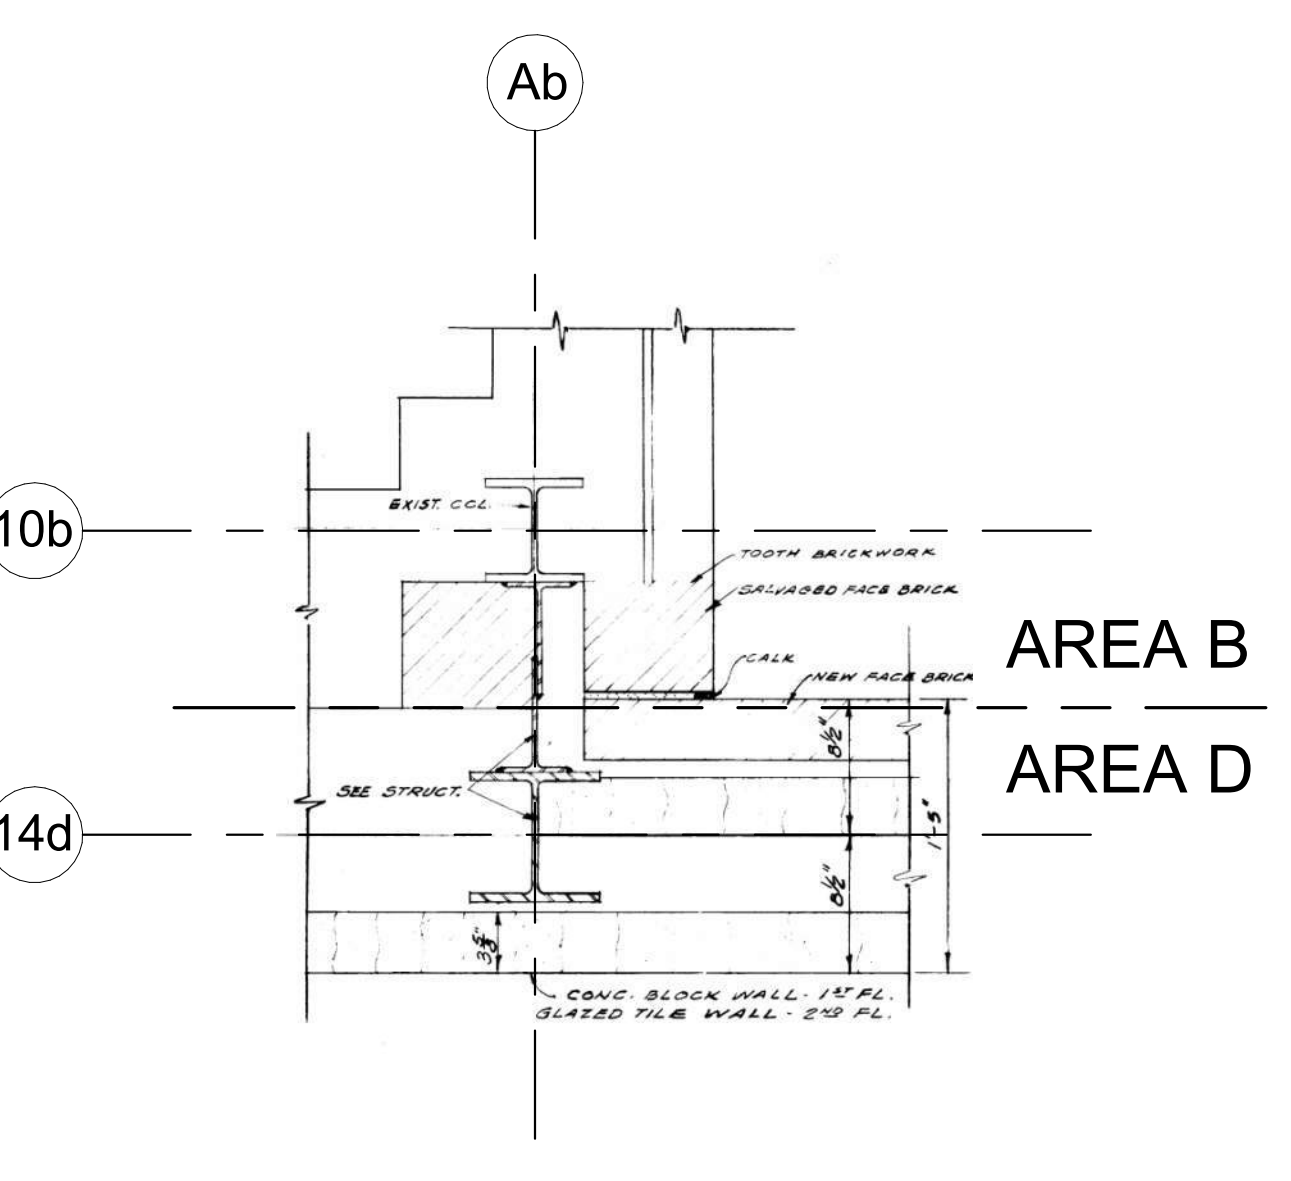 Ab
EXIST. COL.
10b
TOOTH BRICKWORK
SALVAGED FACE BRICK
AREA B
CALK
NEW FACE BRICK
8½"
AREA D
SEE STRUCT.
1'-5"
14d
8½"
3⅝"
CONC. BLOCK WALL - 1ST FL.
GLAZED TILE WALL - 2ND FL.